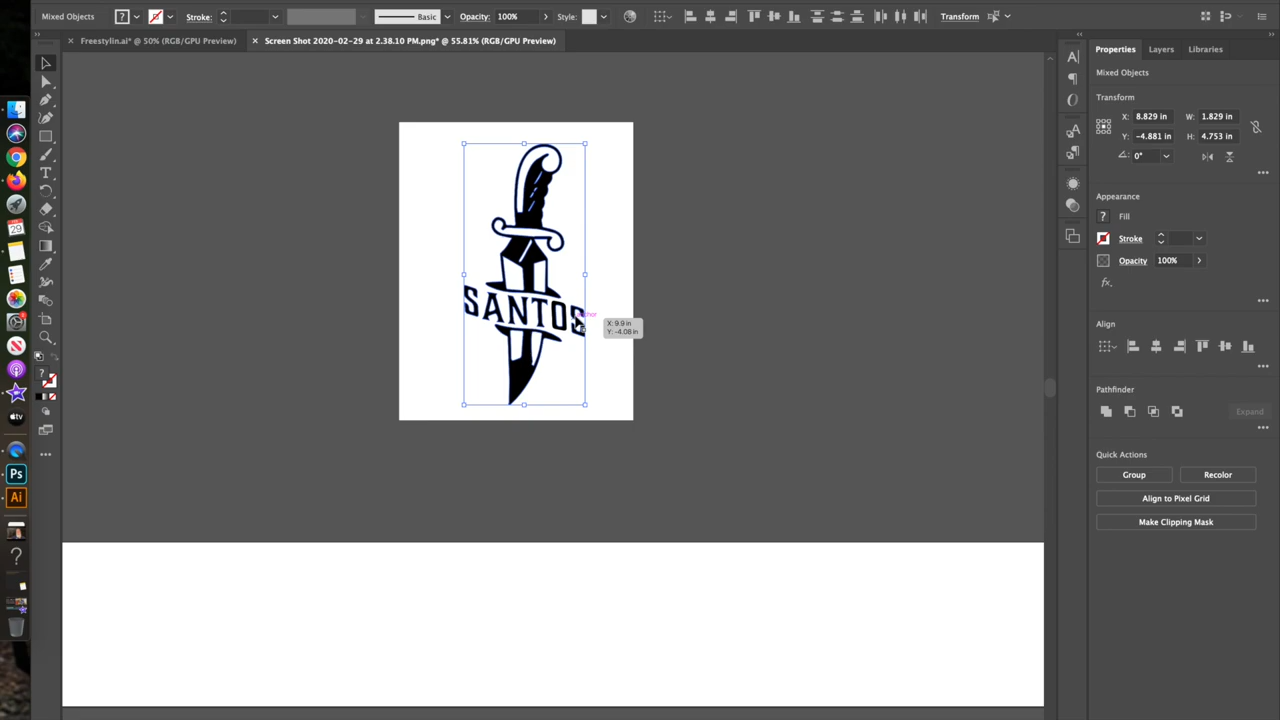 Mixed Objects Stroke: Basic Opacity: 100% Style: Transform
Freestylin.ai* @ 50% (RGB/GPU Preview) Screen Shot 2020-02-29 at 2.38.10 PM.png* @ 55.81% (RGB/GPU Preview)
Properties Layers Libraries
Mixed Objects
Transform
X: 8.829 in W: 1.829 in
Y: -4.881 in H: 4.753 in
0°
Appearance
Fill
Stroke
Opacity 100%
Align
Pathfinder
Expand
Quick Actions
Group Recolor
Align to Pixel Grid
Make Clipping Mask
SANTOS
X: 9.9 in
Y: -4.08 in
FEB
29
tv
Ps
Ai